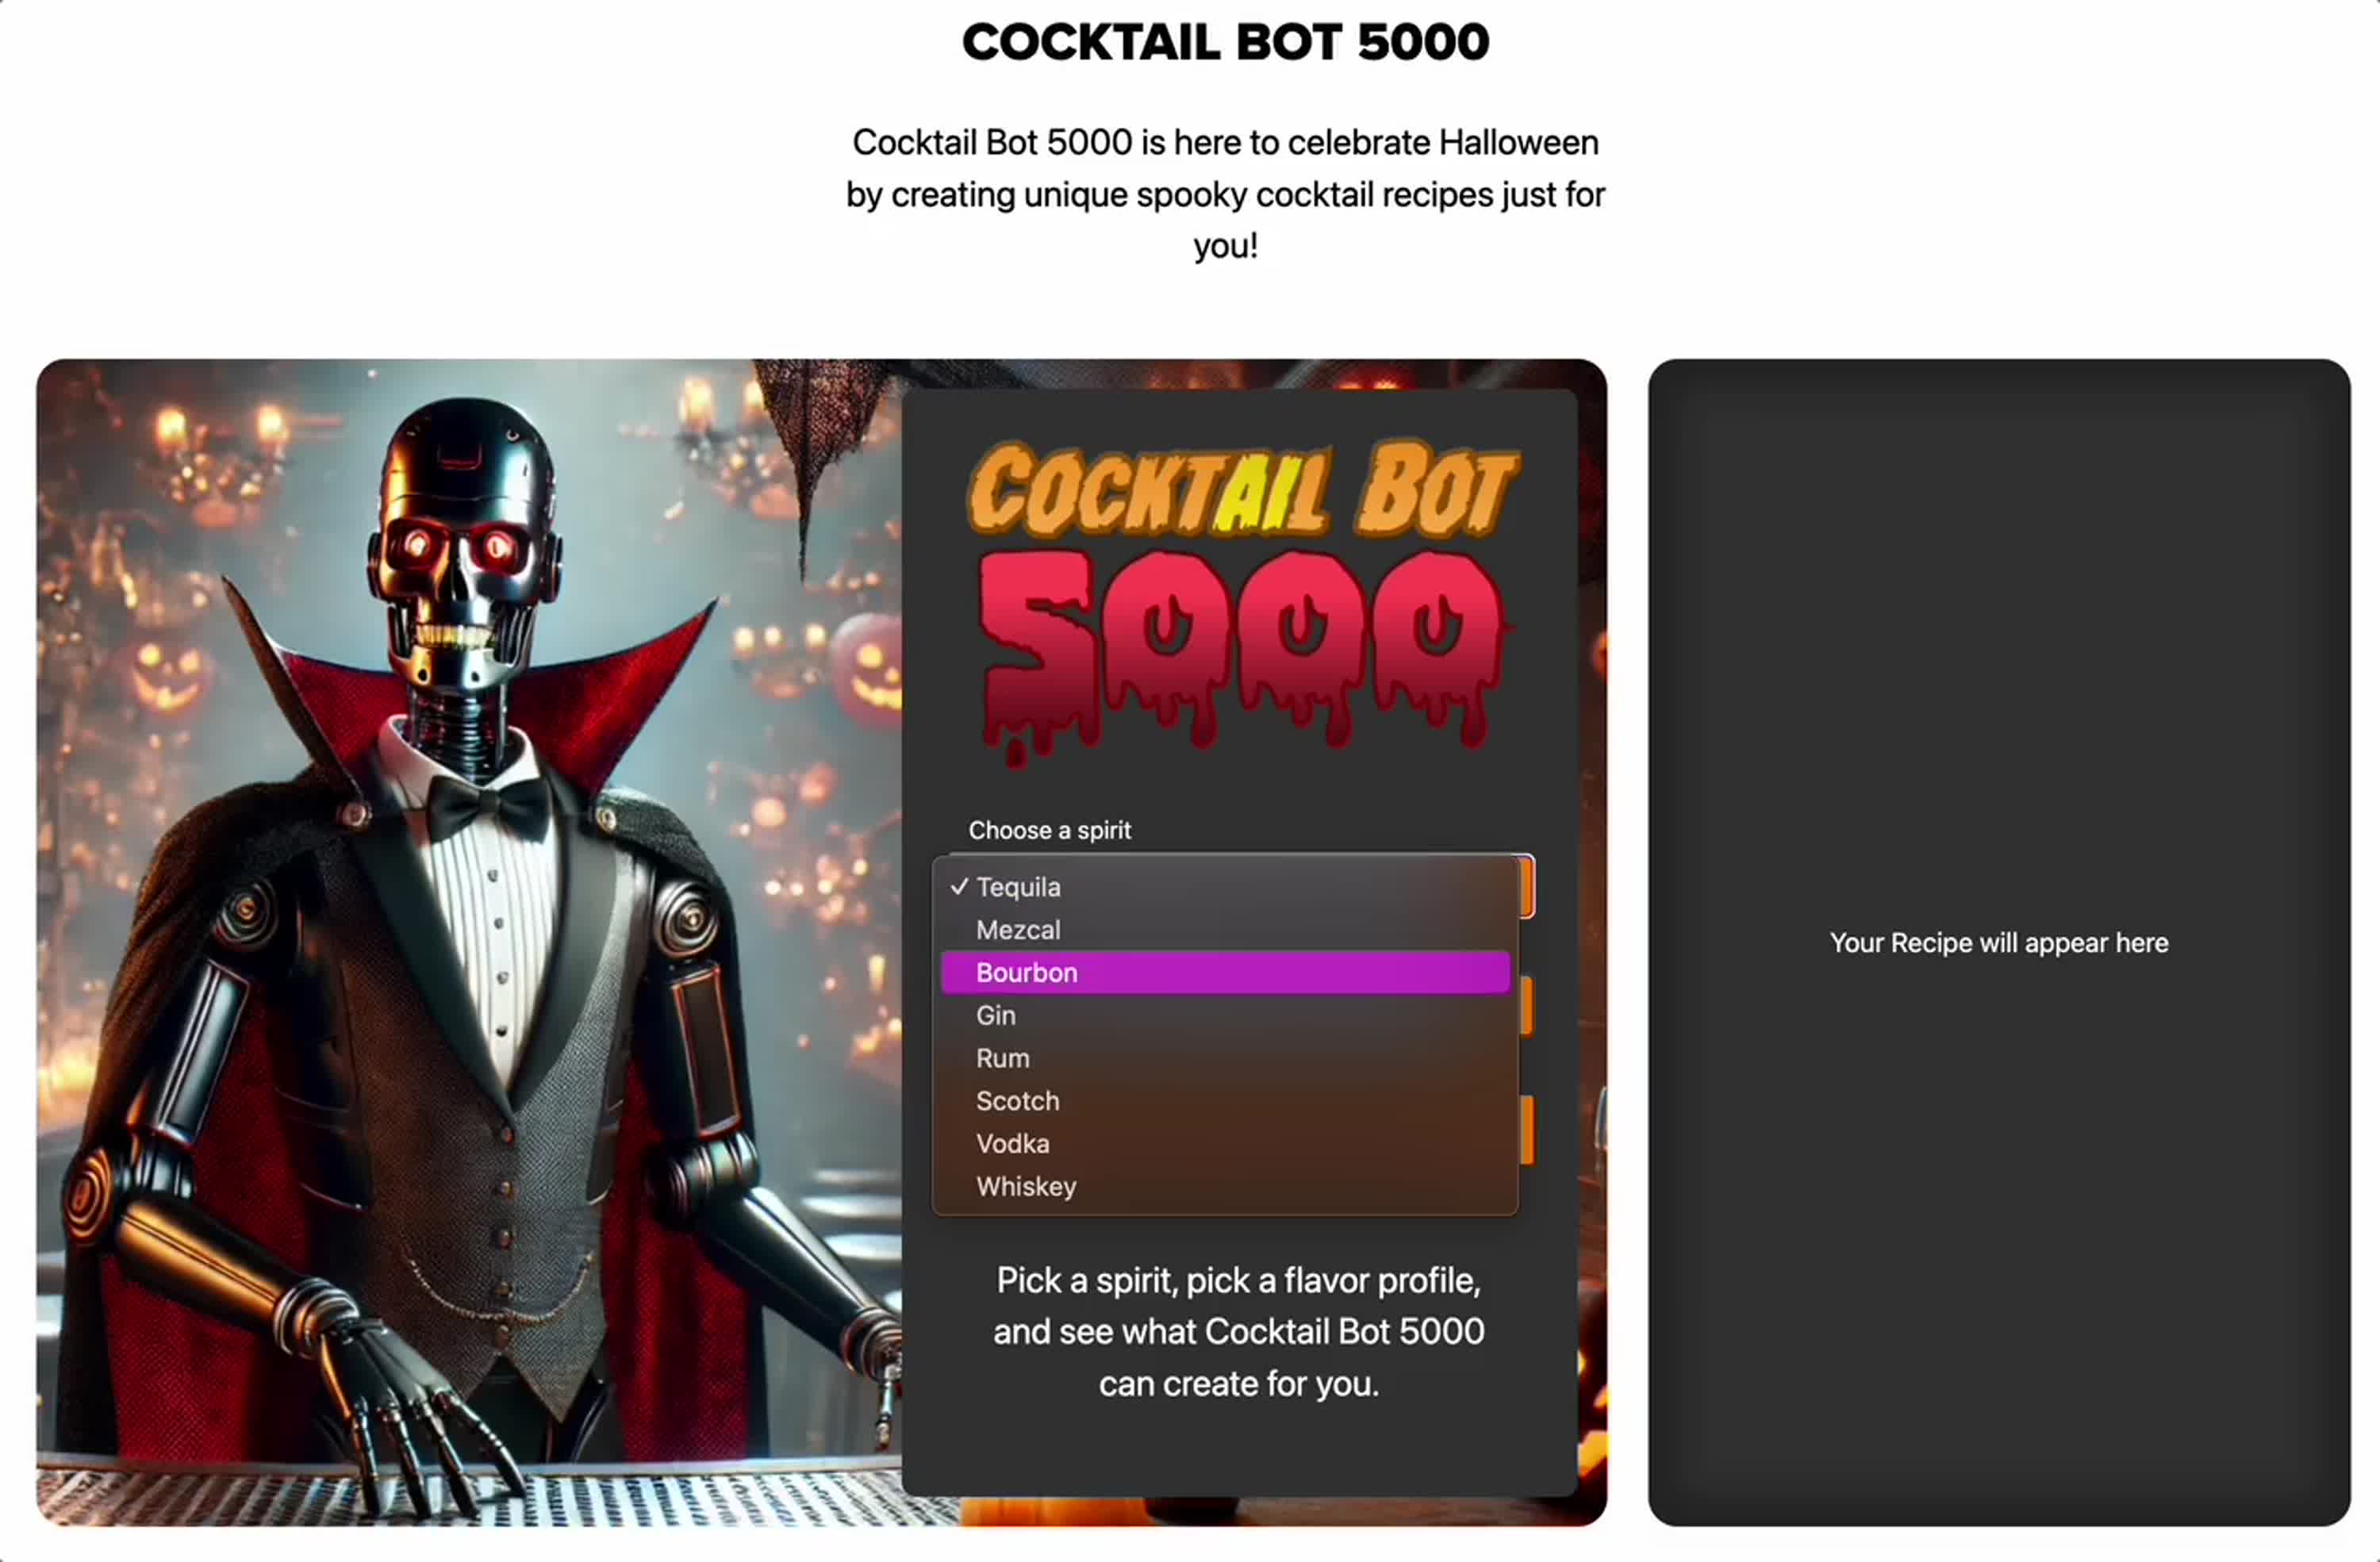 COCKTAIL BOT 5000
Cocktail Bot 5000 is here to celebrate Halloween
by creating unique spooky cocktail recipes just for
you!
COCKTAIL BOT
5000
Choose a spirit
✓ Tequila
Mezcal
Bourbon
Gin
Rum
Scotch
Vodka
Whiskey
Pick a spirit, pick a flavor profile,
and see what Cocktail Bot 5000
can create for you.
Your Recipe will appear here